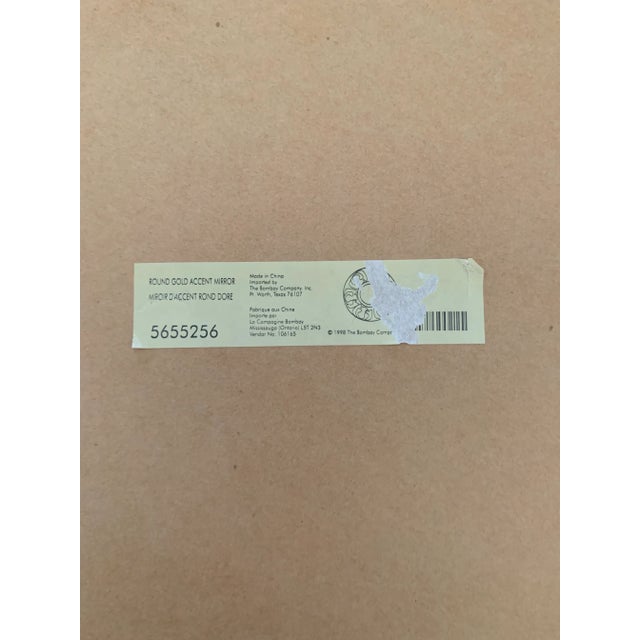 ROUND GOLD ACCENT MIRROR
MIROIR D'ACCENT ROND DORE
5655256
Made in China
Imported by
The Bombay Company, Inc.
Ft. Worth, Texas 76107
Fabrique aux Chine
Importe par
La Compagnie Bombay
Mississauga (Ontario) L5T 2N3
Vendor No: 106165
© 1998 The Bombay Comp